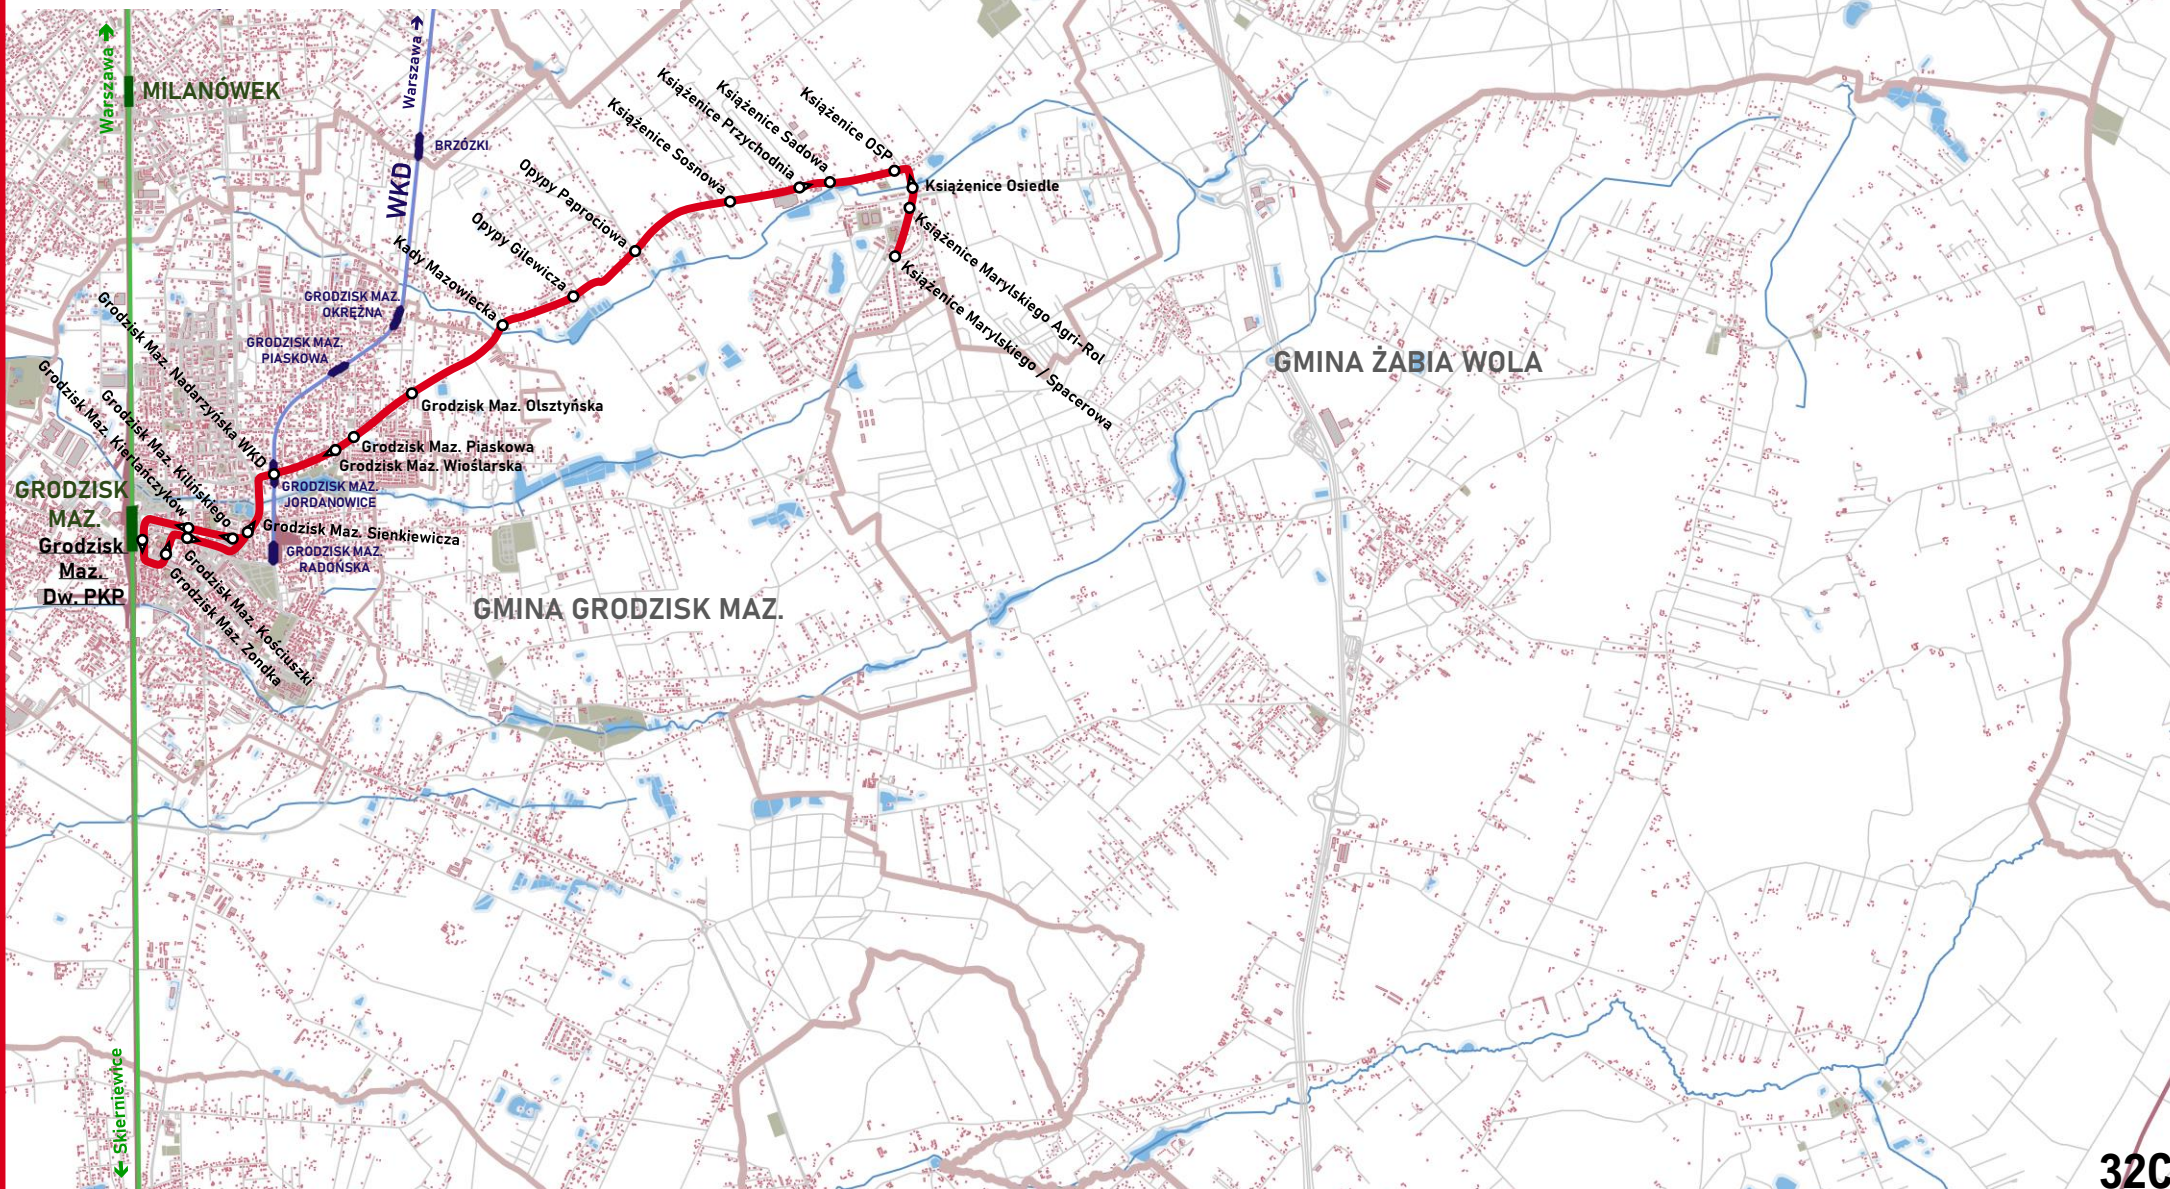 Warszawa →
Warszawa →
MILANÓWEK
BRZÓZKI
WKD
Książenice OSP
Książenice Sadowa
Książenice Przychodnia
Książenice Sosnowa
Książenice Osiedle
Opypy Paprociowa
Opypy Gilewicza
Kady Mazowiecka
Książenice Marylskiego Agri-Rol
Książenice Marylskiego / Spacerowa
GRODZISK MAZ.
OKRĘŻNA
GRODZISK MAZ.
PIASKOWA
GMINA ŻABIA WOLA
Grodzisk Maz. Nadarzyńska WKD
Grodzisk Maz. Kilińskiego
Grodzisk Maz. Kierlańczyków
Grodzisk Maz. Olsztyńska
Grodzisk Maz. Piaskowa
Grodzisk Maz. Wioślarska
GRODZISK MAZ.
JORDANOWICE
GRODZISK
MAZ.
Grodzisk
Maz.
Dw. PKP
Grodzisk Maz. Sienkiewicza
GRODZISK MAZ.
RADOŃSKA
Grodzisk Maz. Kościuszki
Grodzisk Maz. Żondka
GMINA GRODZISK MAZ.
← Skierniewice
32C